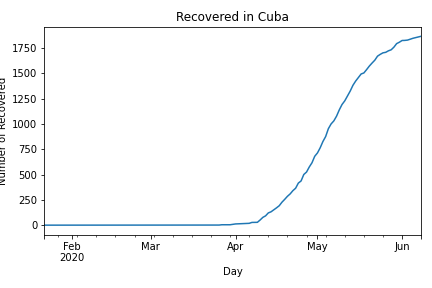 Recovered in Cuba
Number of Recovered
1750
1500
1250
1000
750
500
250
0
Feb
2020
Mar
Apr
May
Jun
Day